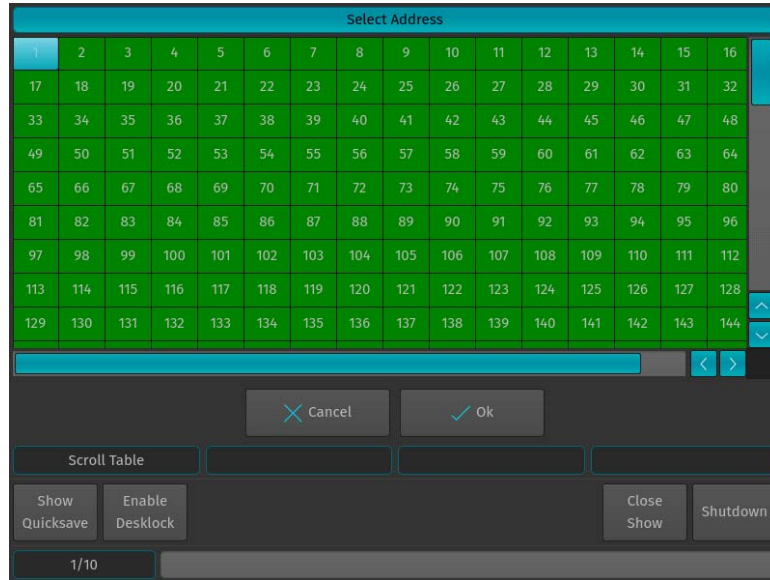 Select Address
1 2 3 4 5 6 7 8 9 10 11 12 13 14 15 16
17 18 19 20 21 22 23 24 25 26 27 28 29 30 31 32
33 34 35 36 37 38 39 40 41 42 43 44 45 46 47 48
49 50 51 52 53 54 55 56 57 58 59 60 61 62 63 64
65 66 67 68 69 70 71 72 73 74 75 76 77 78 79 80
81 82 83 84 85 86 87 88 89 90 91 92 93 94 95 96
97 98 99 100 101 102 103 104 105 106 107 108 109 110 111 112
113 114 115 116 117 118 119 120 121 122 123 124 125 126 127 128
129 130 131 132 133 134 135 136 137 138 139 140 141 142 143 144
Cancel Ok
Scroll Table
Show Quicksave
Enable Desklock
Close Show
Shutdown
1/10